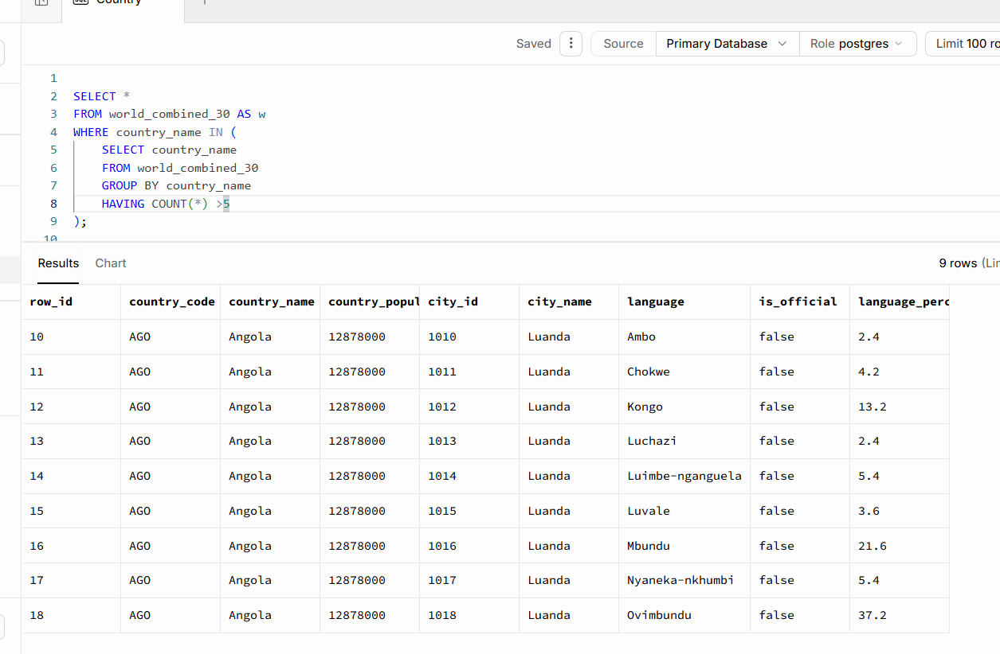 Country
Saved Source Primary Database Role postgres Limit 100 ro
1
2 SELECT *
3 FROM world_combined_30 AS w
4 WHERE country_name IN (
5 SELECT country_name
6 FROM world_combined_30
7 GROUP BY country_name
8 HAVING COUNT(*) >5
9 );
10
Results Chart 9 rows (Lir
row_id country_code country_name country_popul city_id city_name language is_official language_perc
10 AGO Angola 12878000 1010 Luanda Ambo false 2.4
11 AGO Angola 12878000 1011 Luanda Chokwe false 4.2
12 AGO Angola 12878000 1012 Luanda Kongo false 13.2
13 AGO Angola 12878000 1013 Luanda Luchazi false 2.4
14 AGO Angola 12878000 1014 Luanda Luimbe-nganguela false 5.4
15 AGO Angola 12878000 1015 Luanda Luvale false 3.6
16 AGO Angola 12878000 1016 Luanda Mbundu false 21.6
17 AGO Angola 12878000 1017 Luanda Nyaneka-nkhumbi false 5.4
18 AGO Angola 12878000 1018 Luanda Ovimbundu false 37.2